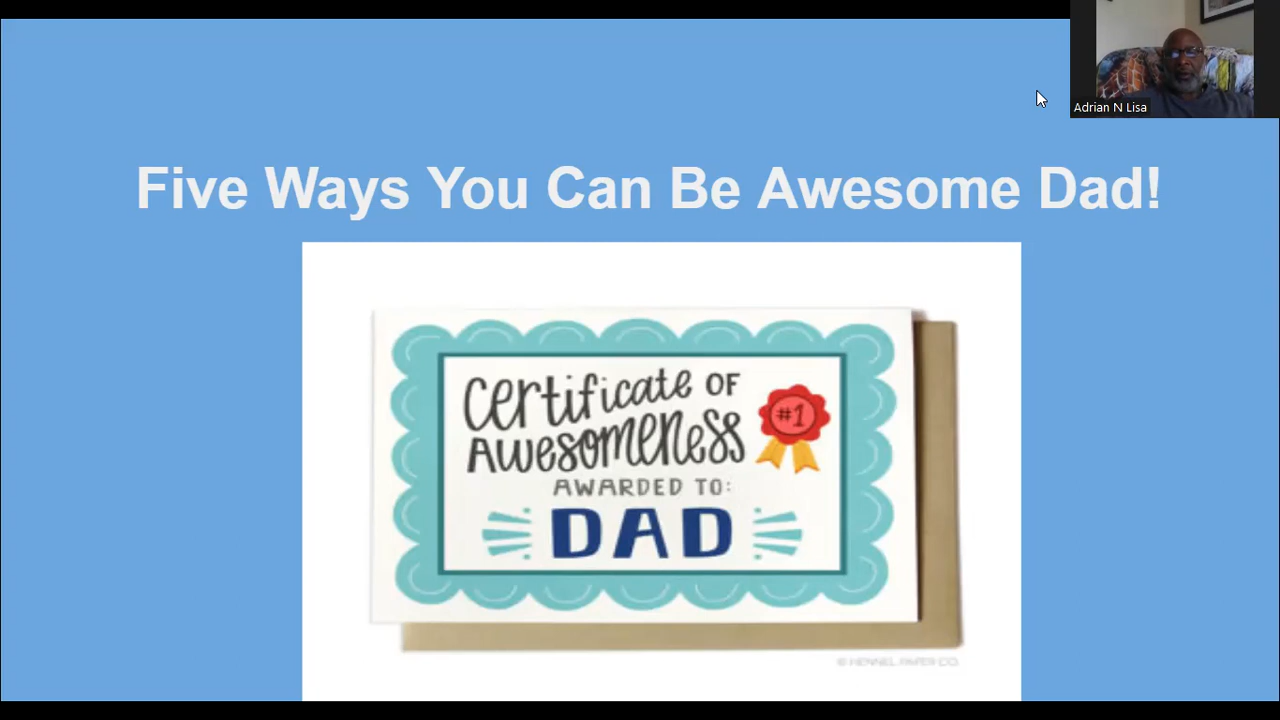 Adrian N Lisa
Five Ways You Can Be Awesome Dad!
Certificate OF
AWESOMENESS
#1
AWARDED TO:
DAD